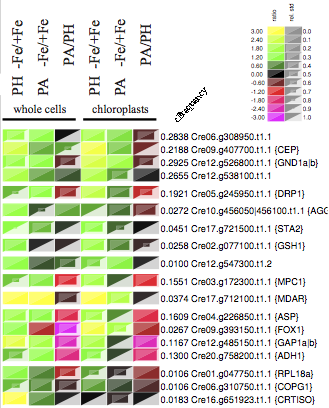 ratio
rel. std
3.00
2.40
1.80
1.20
0.60
0.00
-0.60
-1.20
-1.80
-2.40
-3.00
0.0
0.1
0.2
0.3
0.4
0.5
0.6
0.7
0.8
0.9
1.0
PH -Fe/+Fe
PA -Fe/+Fe
PA/PH
PH -Fe/+Fe
PA -Fe/+Fe
PA/PH
whole cells
chloroplasts
0.2838 Cre06.g308950.t1.1
0.2188 Cre09.g407700.t1.1 {CEP}
0.2925 Cre12.g526800.t1.1 {GND1a|b}
0.2655 Cre12.g538100.t1.1
0.1921 Cre05.g245950.t1.1 {DRP1}
0.0272 Cre10.g456050|456100.t1.1 {AGG
0.0451 Cre17.g721500.t1.1 {STA2}
0.0258 Cre02.g077100.t1.1 {GSH1}
0.0100 Cre12.g547300.t1.2
0.1551 Cre03.g172300.t1.1 {MPC1}
0.0374 Cre17.g712100.t1.1 {MDAR}
0.1609 Cre04.g226850.t1.1 {ASP}
0.0267 Cre09.g393150.t1.1 {FOX1}
0.1167 Cre12.g485150.t1.1 {GAP1a|b}
0.1300 Cre20.g758200.t1.1 {ADH1}
0.0106 Cre01.g047750.t1.1 {RPL18a}
0.0106 Cre06.g310750.t1.1 {COPG1}
0.0183 Cre16.g651923.t1.1 {CRTISO}